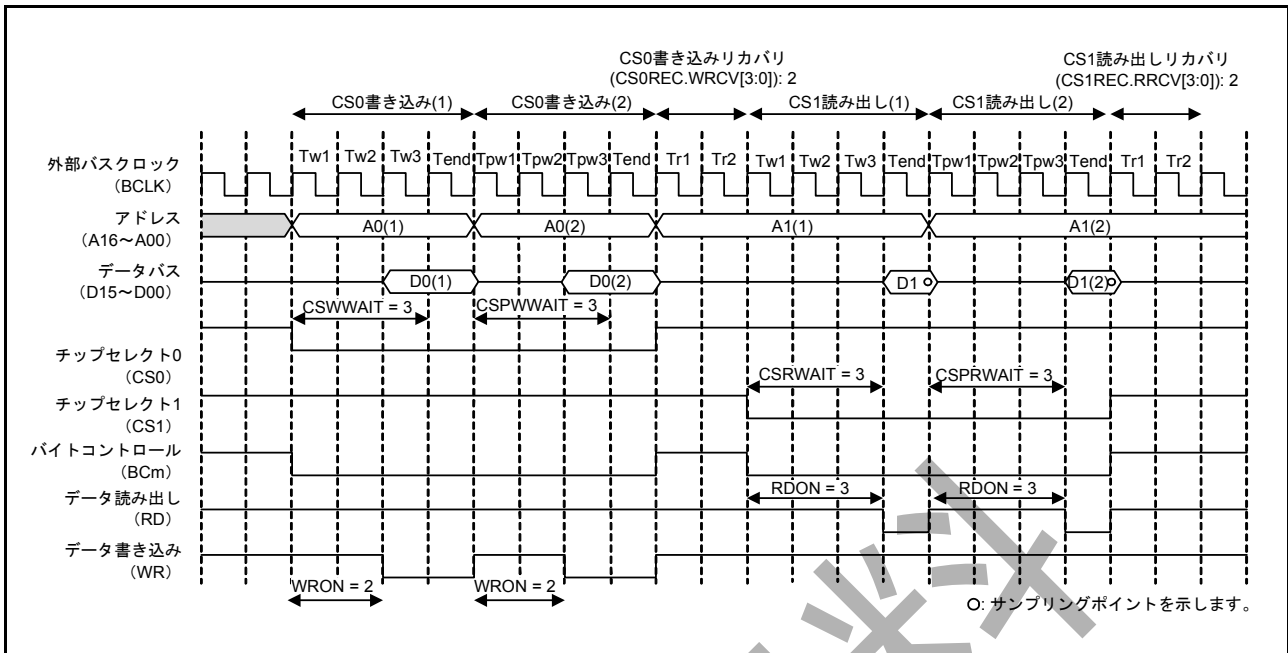 CS0書き込みリカバリ
(CS0REC.WRCV[3:0]): 2
CS1読み出しリカバリ
(CS1REC.RRCV[3:0]): 2
CS0書き込み(1)
CS0書き込み(2)
CS1読み出し(1)
CS1読み出し(2)
外部バスクロック
(BCLK)
Tw1 Tw2 Tw3 Tend Tpw1 Tpw2 Tpw3 Tend Tr1 Tr2 Tw1 Tw2 Tw3 Tend Tpw1 Tpw2 Tpw3 Tend Tr1 Tr2
アドレス
(A16～A00)
A0(1) A0(2) A1(1) A1(2)
データバス
(D15～D00)
D0(1) D0(2) D1 D1(2)
CSWWAIT = 3 CSPWWAIT = 3
チップセレクト0
(CS0)
CSRWAIT = 3 CSPRWAIT = 3
チップセレクト1
(CS1)
バイトコントロール
(BCm)
データ読み出し
(RD)
RDON = 3 RDON = 3
データ書き込み
(WR)
WRON = 2 WRON = 2
O: サンプリングポイントを示します。